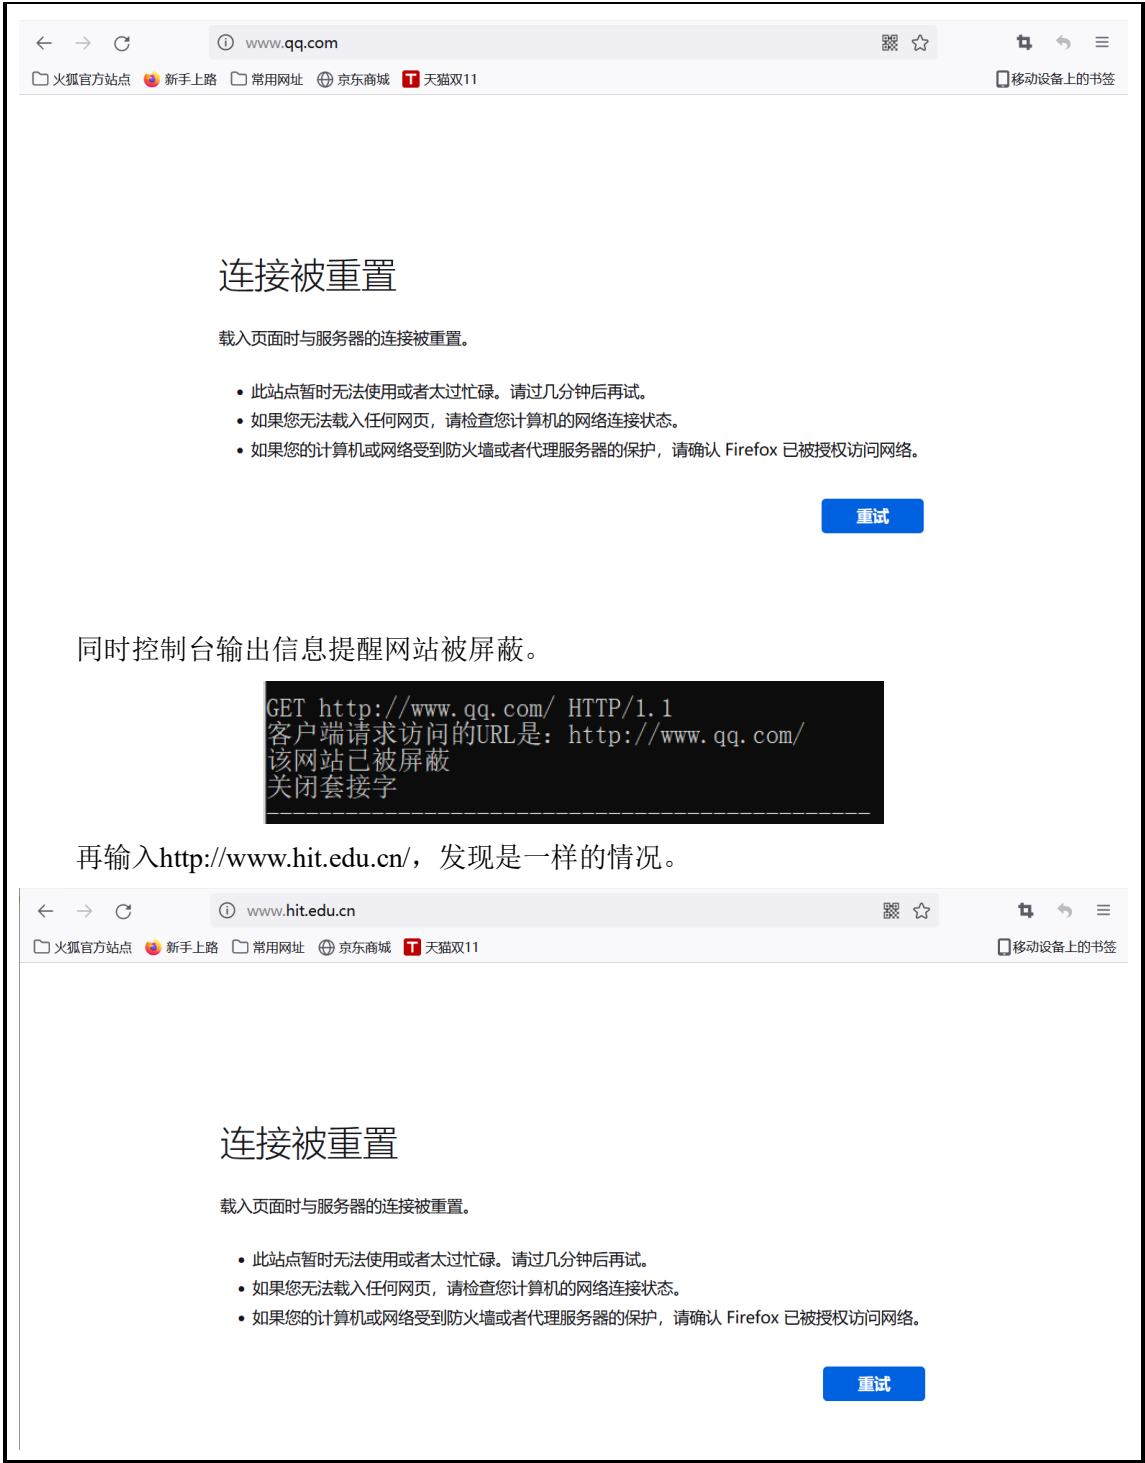 www.qq.com
火狐官方站点 新手上路 常用网址 京东商城 T 天猫双11 移动设备上的书签
连接被重置
载入页面时与服务器的连接被重置。
• 此站点暂时无法使用或者太过忙碌。请过几分钟后再试。
• 如果您无法载入任何网页，请检查您计算机的网络连接状态。
• 如果您的计算机或网络受到防火墙或者代理服务器的保护，请确认 Firefox 已被授权访问网络。
重试
同时控制台输出信息提醒网站被屏蔽。
GET http://www.qq.com/ HTTP/1.1
客户端请求访问的URL是：http://www.qq.com/
该网站已被屏蔽
关闭套接字
-----------------------------------------------
再输入http://www.hit.edu.cn/，发现是一样的情况。
www.hit.edu.cn
火狐官方站点 新手上路 常用网址 京东商城 T 天猫双11 移动设备上的书签
连接被重置
载入页面时与服务器的连接被重置。
• 此站点暂时无法使用或者太过忙碌。请过几分钟后再试。
• 如果您无法载入任何网页，请检查您计算机的网络连接状态。
• 如果您的计算机或网络受到防火墙或者代理服务器的保护，请确认 Firefox 已被授权访问网络。
重试